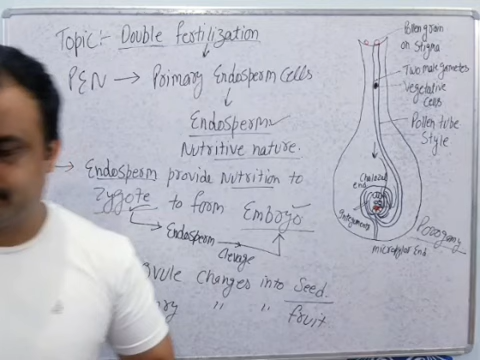 Topic:- Double fertilization
PEN → Primary Endosperm Cells
Endosperm
Nutritive nature.
→ Endosperm provide Nutrition to
Zygote to form Embryo
Endosperm
Cleavage
ovule changes into Seed.
" " fruit
Pollen grain
on Stigma
Two male gametes
Vegetative
Cells
Pollen tube
Style
Chalazal
end
Integuments
Porogamy
micropylar End